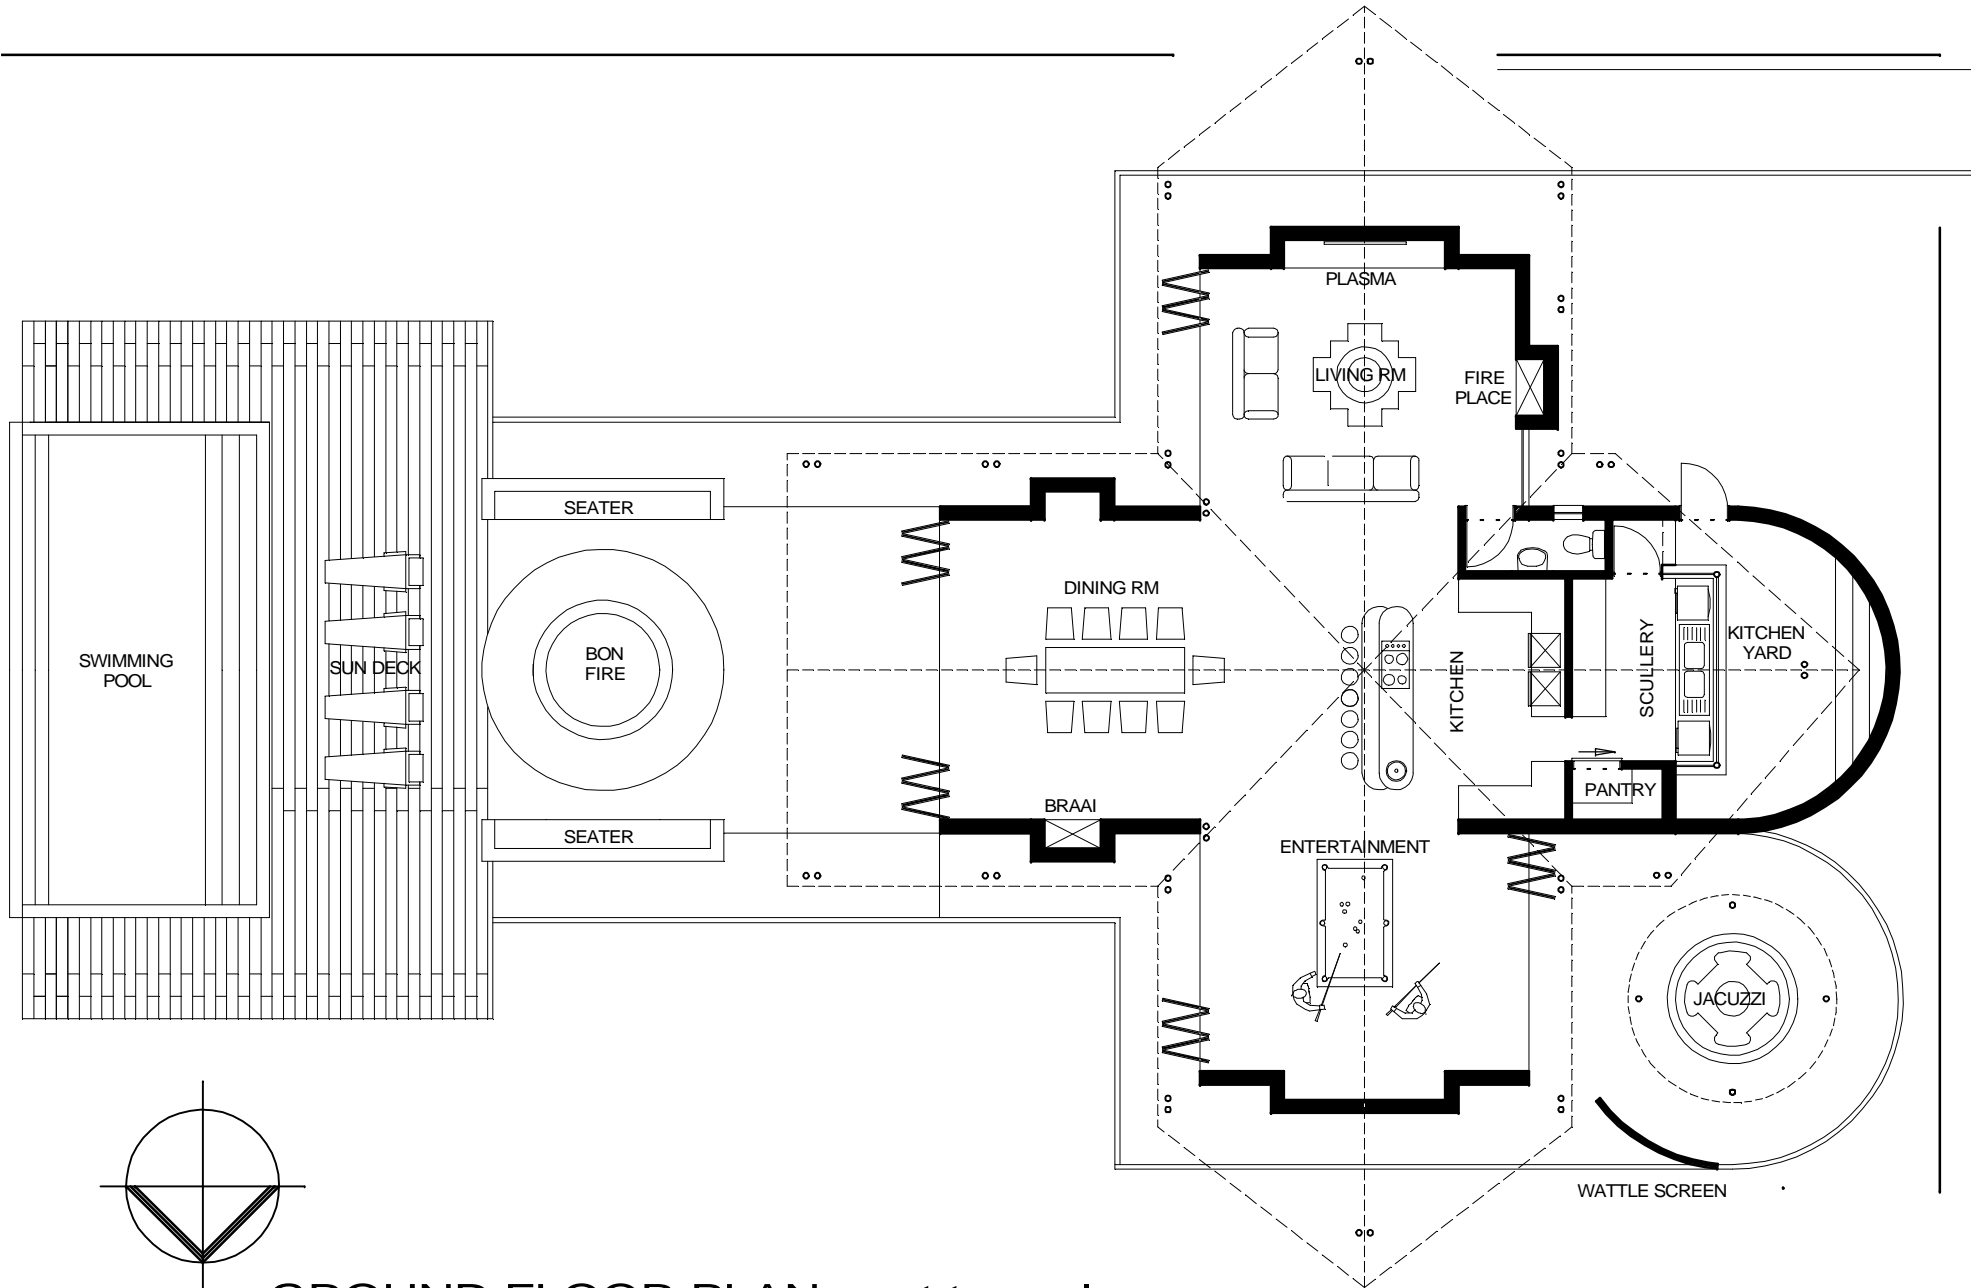 PLASMA
LIVING RM
FIRE
PLACE
SEATER
DINING RM
SWIMMING
POOL
SUN DECK
BON
FIRE
KITCHEN
SCULLERY
KITCHEN
YARD
PANTRY
BRAAI
SEATER
ENTERTAINMENT
JACUZZI
WATTLE SCREEN
GROUND FLOOR PLAN